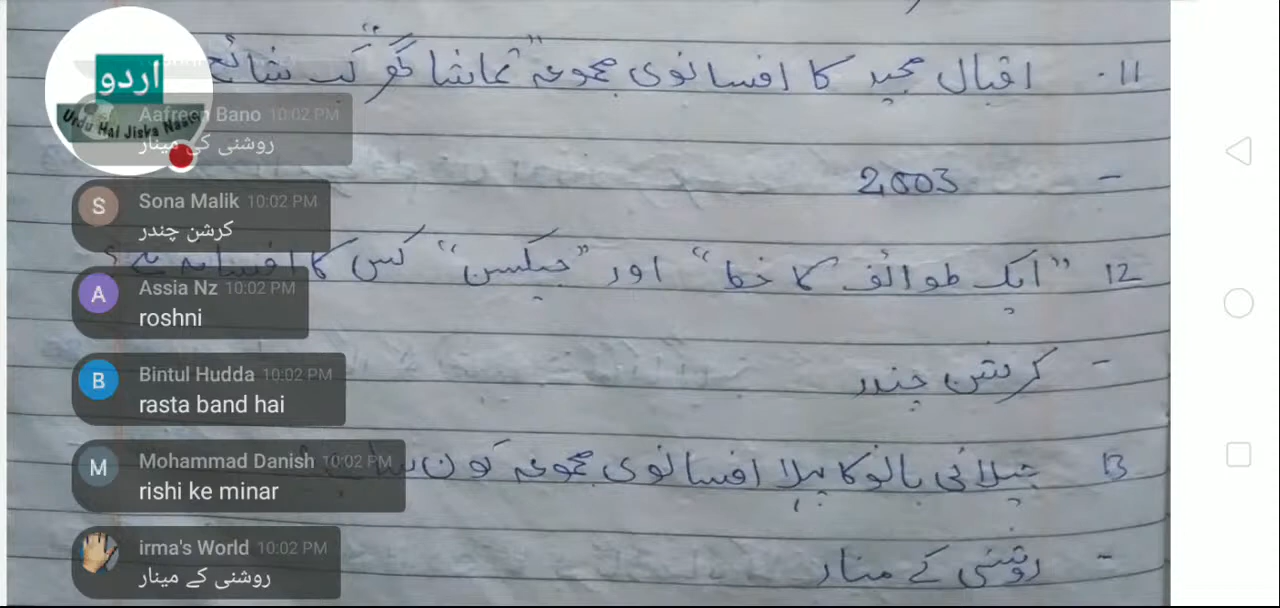 11. اقبال مجید کا افسانوی مجموعہ "تماشا گھر" کب شائع
- 2003
12 "ایک طوائف کا خط" اور "جیکسن" کس کا افسانہ ہے؟
- کرشن چندر
13 جیلانی بانو کا پہلا افسانوی مجموعہ کون سا
- روشنی کے مینار
اردو
Urdu Hai Jiska Naam
Aafreen Bano 10:02 PM
روشنی کے مینار
S Sona Malik 10:02 PM
کرشن چندر
A Assia Nz 10:02 PM
roshni
B Bintul Hudda 10:02 PM
rasta band hai
M Mohammad Danish 10:02 PM
rishi ke minar
irma's World 10:02 PM
روشنی کے مینار